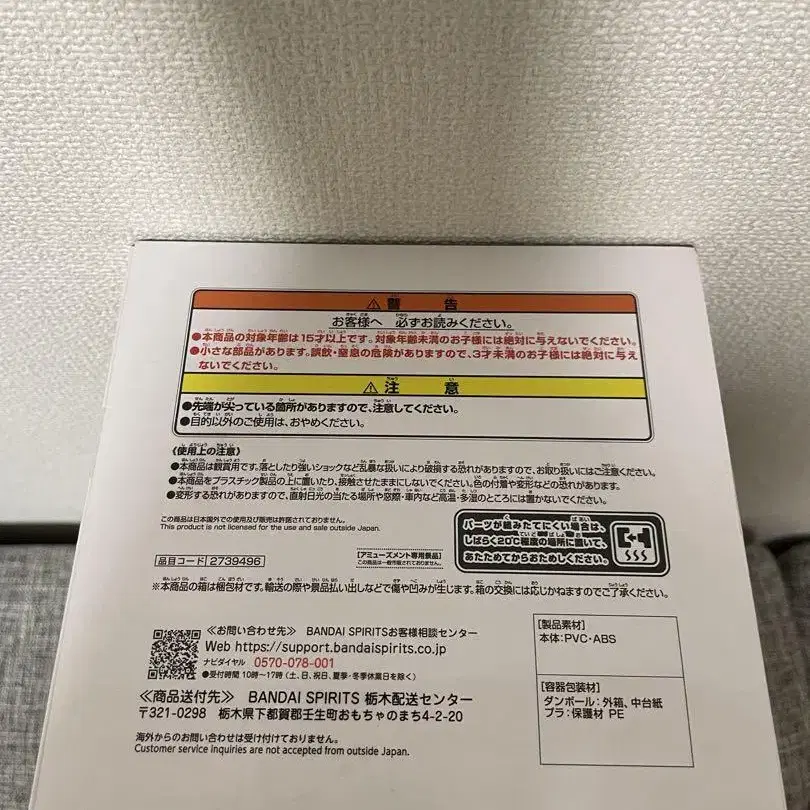 ⚠警 告
お客様へ 必ずお読みください。
●本商品の対象年齢は15才以上です。対象年齢未満のお子様には絶対に与えないでください。
●小さな部品があります。誤飲・窒息の危険がありますので、3才未満のお子様には絶対に与え
ないでください。
⚠注 意
●先端が尖っている箇所がありますので、注意してください。
●目的以外のご使用は、おやめください。
《使用上の注意》
●本商品は観賞用です。落としたり強いショックなど乱暴な扱いにより破損する恐れがありますので、お取り扱いにはご注意ください。
●本商品をプラスチック製品の上に置いたり、接触させたままにしないでください。色の付着や変形などの恐れがあります。
●変形する恐れがありますので、直射日光の当たる場所や窓際・車内など高温・多湿のところには置かないでください。
この商品は日本国外での使用及び販売は許諾されておりません。
This product is not licensed for the use and sale outside Japan.
パーツが組みたてにくい場合は、
しばらく20℃程度の場所に置いて、
あたためてからおためしください。
品目コード 2739496
【アミューズメント専用景品】
この商品は一般市販されておりません。
※本商品の箱は梱包材です。輸送の際や景品払い出しなどで傷や凹みが生じます。箱の交換には応じかねますのでご了承ください。
≪お問い合わせ先≫ BANDAI SPIRITSお客様相談センター
Web https://support.bandaispirits.co.jp
ナビダイヤル 0570-078-001
●受付時間 10時~17時(土、日、祝日、夏季・冬季休業日を除く)
≪商品送付先≫ BANDAI SPIRITS 栃木配送センター
〒321-0298 栃木県下都賀郡壬生町おもちゃのまち4-2-20
海外からのお問い合わせは受け付けておりません。
Customer service inquiries are not accepted from outside Japan.
【製品素材】
本体:PVC・ABS
【容器包装材】
ダンボール:外箱、中台紙
プラ:保護材 PE